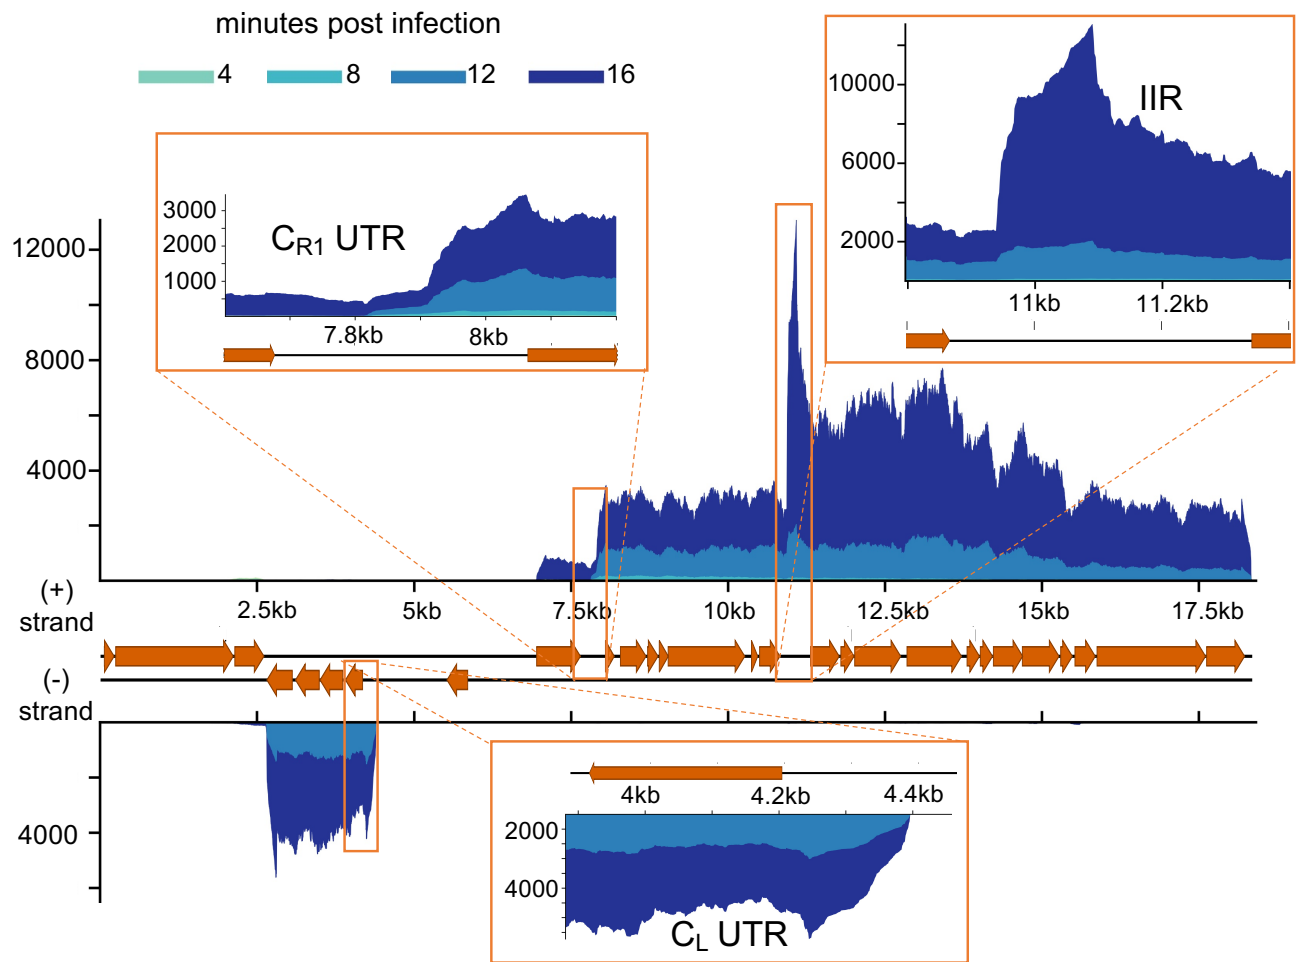 minutes post infection
4 8 12 16
10000
6000
2000
IIR
11kb 11.2kb
3000
2000
1000
C_R1 UTR
7.8kb 8kb
12000
8000
4000
(+)
strand
2.5kb 5kb 7.5kb 10kb 12.5kb 15kb 17.5kb
(-)
strand
4000
4kb 4.2kb 4.4kb
2000
4000
C_L UTR